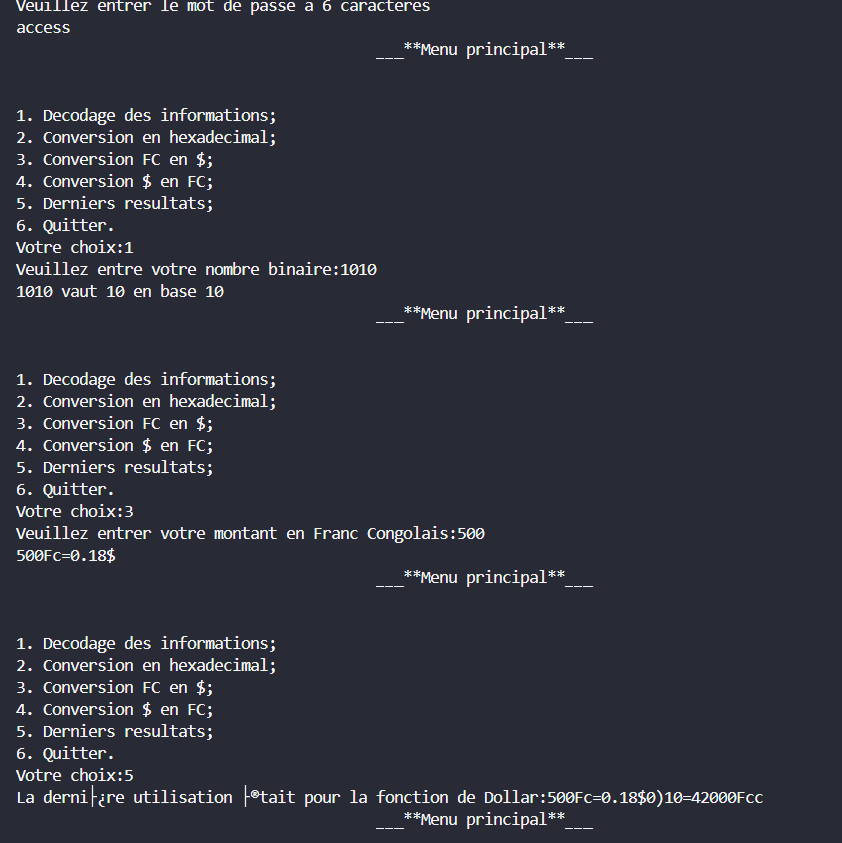 Veuillez entrer le mot de passe a 6 caracteres
access
___**Menu principal**___
1. Decodage des informations;
2. Conversion en hexadecimal;
3. Conversion FC en $;
4. Conversion $ en FC;
5. Derniers resultats;
6. Quitter.
Votre choix:1
Veuillez entre votre nombre binaire:1010
1010 vaut 10 en base 10
___**Menu principal**___
1. Decodage des informations;
2. Conversion en hexadecimal;
3. Conversion FC en $;
4. Conversion $ en FC;
5. Derniers resultats;
6. Quitter.
Votre choix:3
Veuillez entrer votre montant en Franc Congolais:500
500Fc=0.18$
___**Menu principal**___
1. Decodage des informations;
2. Conversion en hexadecimal;
3. Conversion FC en $;
4. Conversion $ en FC;
5. Derniers resultats;
6. Quitter.
Votre choix:5
La derni├¿re utilisation ├®tait pour la fonction de Dollar:500Fc=0.18$0)10=42000Fcc
___**Menu principal**___